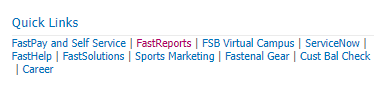 Quick Links
FastPay and Self Service | FastReports | FSB Virtual Campus | ServiceNow |
FastHelp | FastSolutions | Sports Marketing | Fastenal Gear | Cust Bal Check
| Career